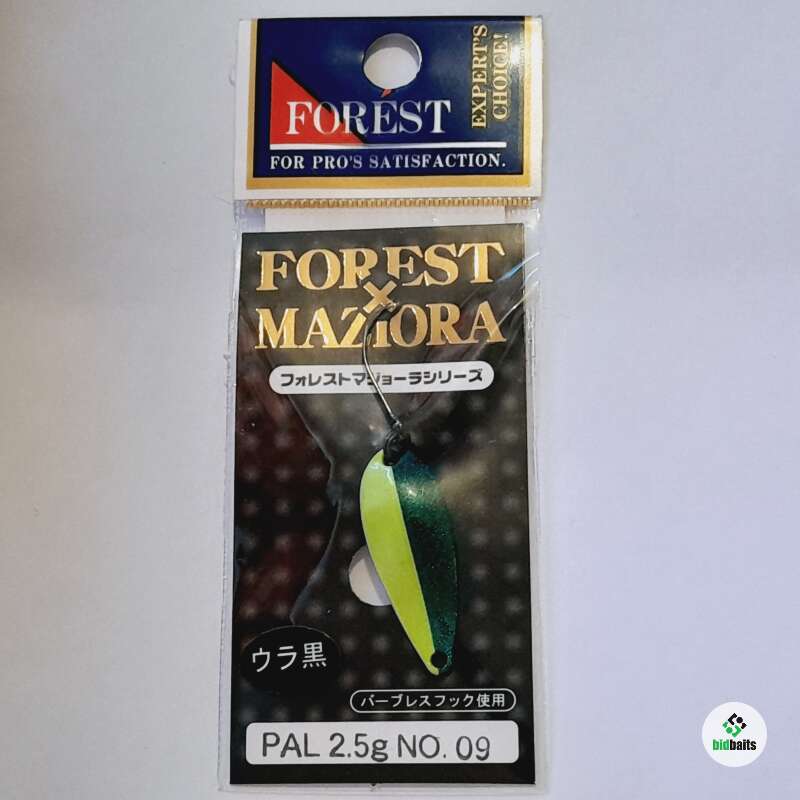 FOREST
EXPERT'S CHOICE!
FOR PRO'S SATISFACTION.
FOREST
×
MAZIORA
フォレストマジョーラシリーズ
ウラ黒
バーブレスフック使用
PAL 2.5g NO. 09
bidbaits